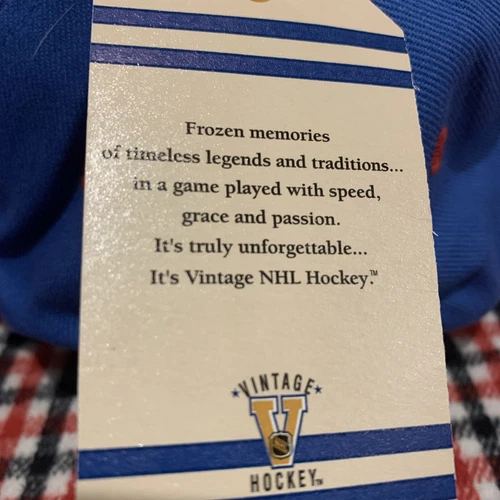 Frozen memories
of timeless legends and traditions...
in a game played with speed,
grace and passion.
It's truly unforgettable...
It's Vintage NHL Hockey.™
VINTAGE
V
HOCKEY™